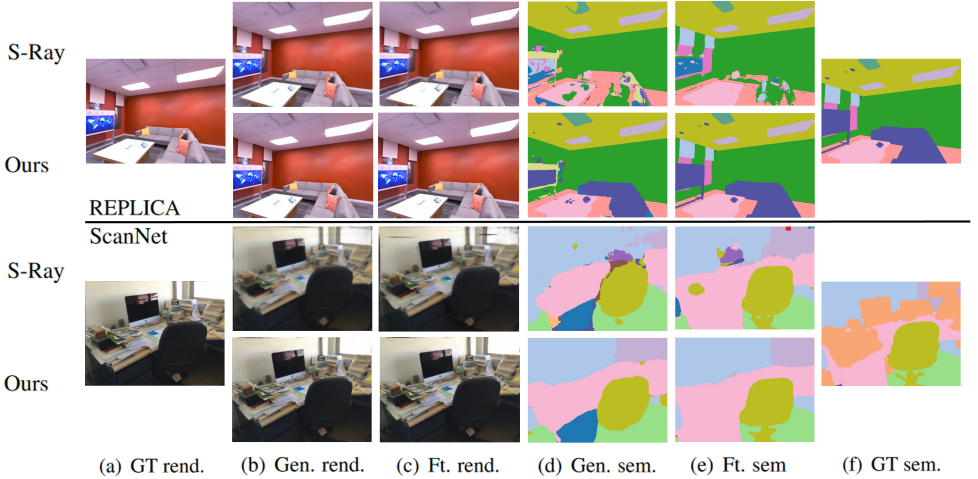 S-Ray
Ours
REPLICA
ScanNet
S-Ray
Ours
(a) GT rend.
(b) Gen. rend.
(c) Ft. rend.
(d) Gen. sem.
(e) Ft. sem
(f) GT sem.